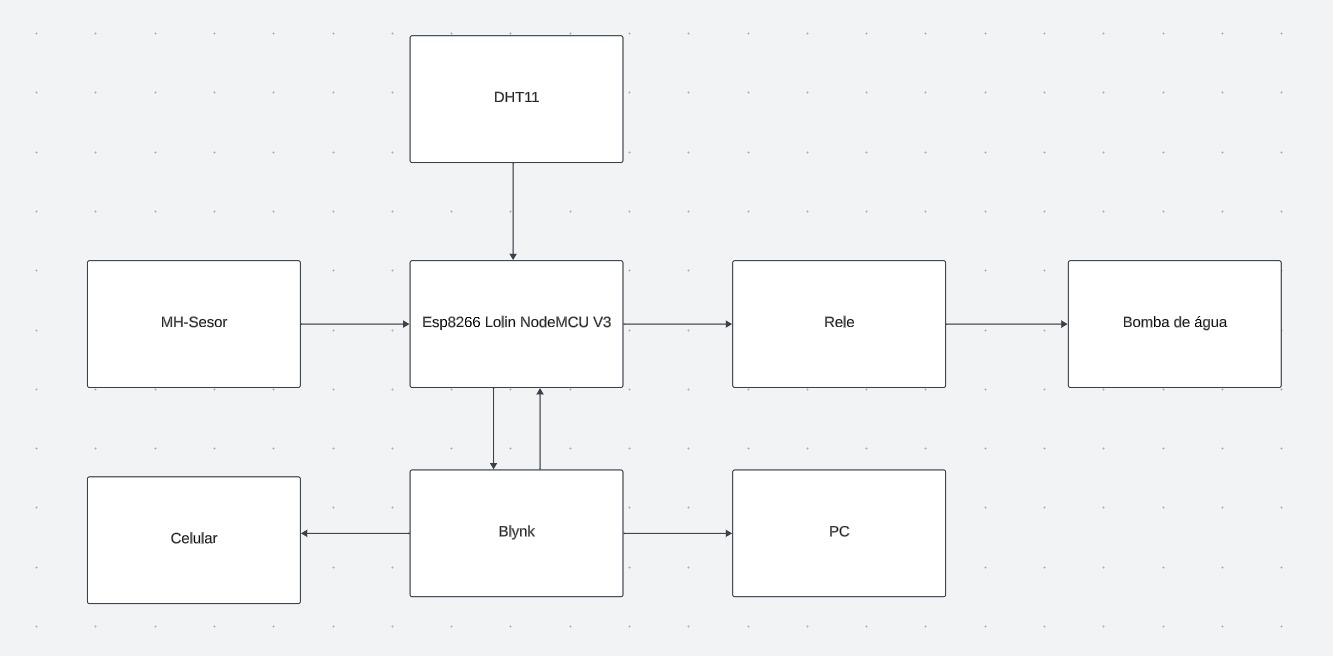 DHT11
MH-Sesor
Esp8266 Lolin NodeMCU V3
Rele
Bomba de água
Celular
Blynk
PC